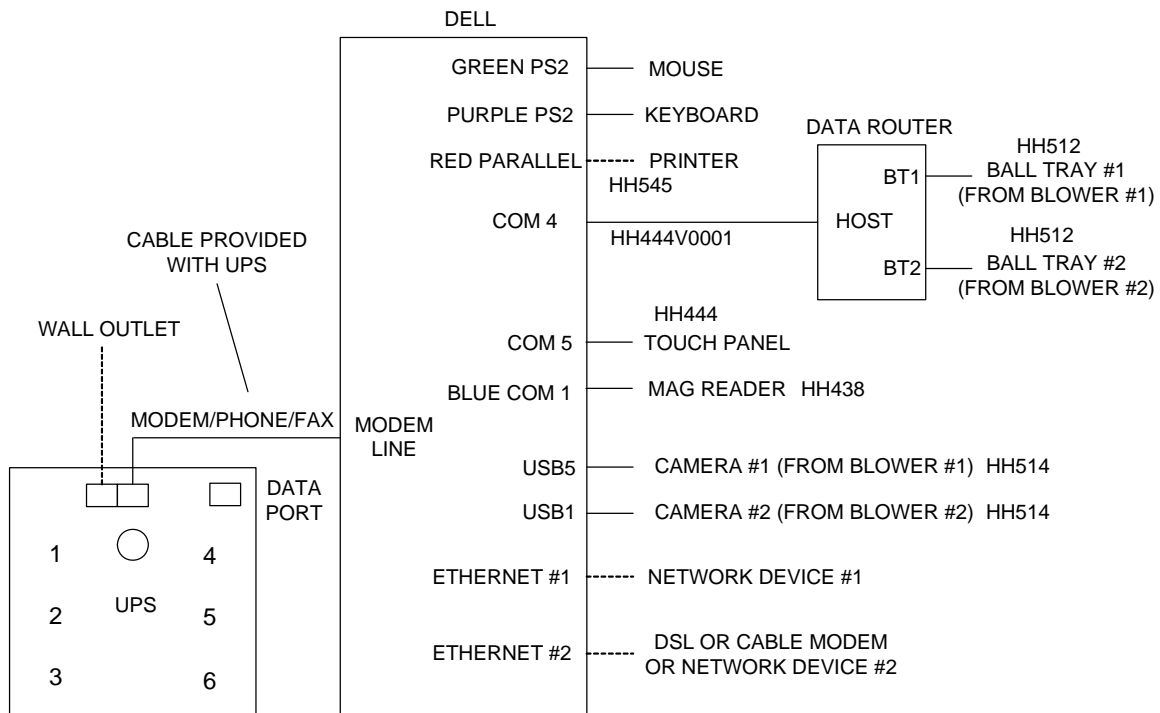 DELL
GREEN PS2
MOUSE
PURPLE PS2
KEYBOARD
DATA ROUTER
RED PARALLEL
PRINTER
HH545
BT1
HH512
BALL TRAY #1
(FROM BLOWER #1)
COM 4
HH444V0001
HOST
BT2
HH512
BALL TRAY #2
(FROM BLOWER #2)
CABLE PROVIDED
WITH UPS
WALL OUTLET
HH444
COM 5
TOUCH PANEL
BLUE COM 1
MAG READER HH438
MODEM/PHONE/FAX
MODEM
LINE
USB5
CAMERA #1 (FROM BLOWER #1) HH514
DATA
PORT
USB1
CAMERA #2 (FROM BLOWER #2) HH514
1
4
ETHERNET #1
NETWORK DEVICE #1
UPS
2
5
ETHERNET #2
DSL OR CABLE MODEM
OR NETWORK DEVICE #2
3
6